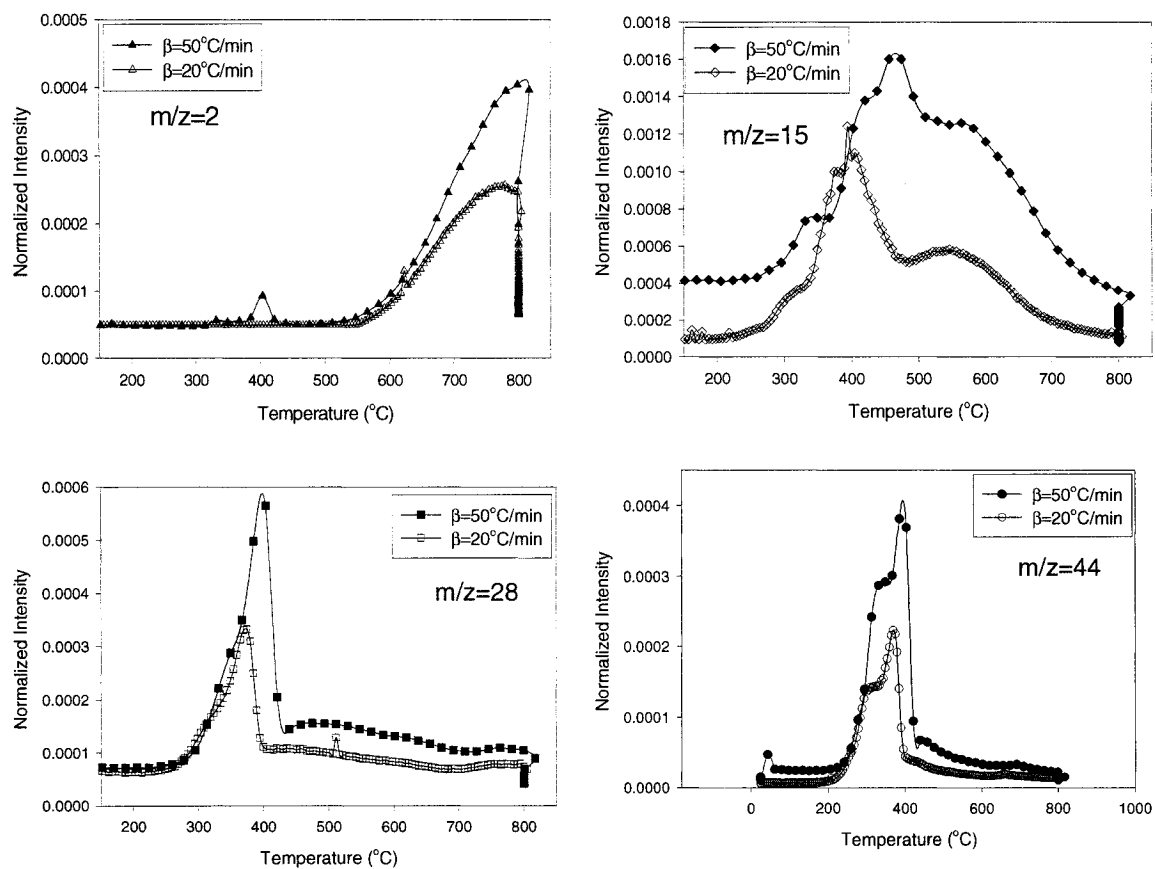 0.0005
0.0004
0.0003
0.0002
0.0001
0.0000
Normalized Intensity
β=50°C/min
β=20°C/min
m/z=2
200 300 400 500 600 700 800
Temperature (°C)
0.0018
0.0016
0.0014
0.0012
0.0010
0.0008
0.0006
0.0004
0.0002
0.0000
Normalized Intensity
β=50°C/min
β=20°C/min
m/z=15
200 300 400 500 600 700 800
Temperature (°C)
0.0006
0.0005
0.0004
0.0003
0.0002
0.0001
0.0000
Normalized Intensity
β=50°C/min
β=20°C/min
m/z=28
200 300 400 500 600 700 800
Temperature (°C)
0.0004
0.0003
0.0002
0.0001
0.0000
Normalized Intensity
β=50°C/min
β=20°C/min
m/z=44
0 200 400 600 800 1000
Temperature (°C)